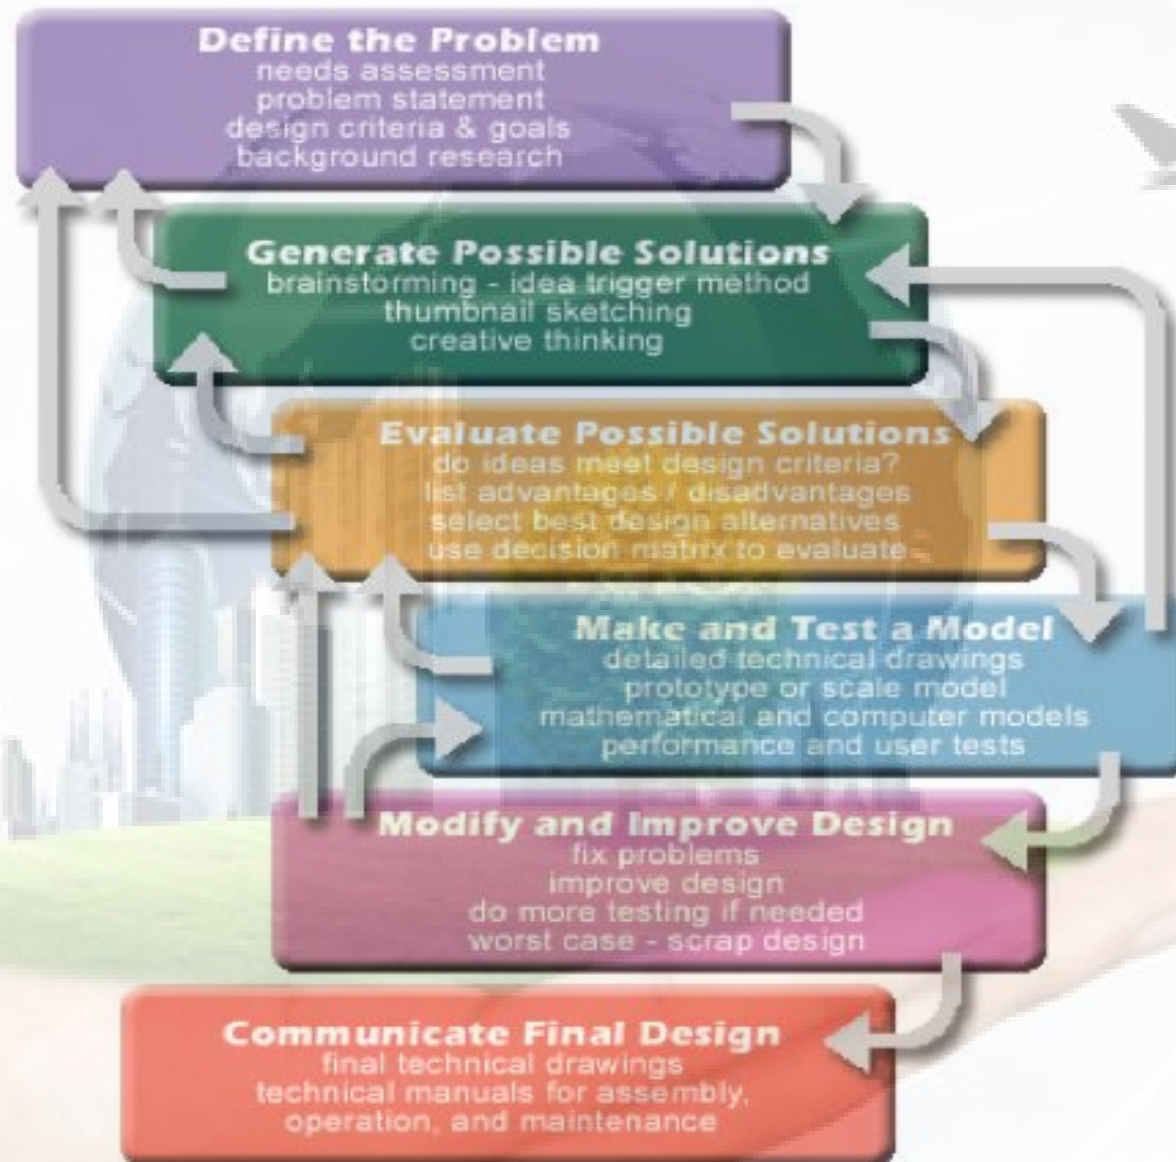 Define the Problem
needs assessment
problem statement
design criteria & goals
background research
Generate Possible Solutions
brainstorming - idea trigger method
thumbnail sketching
creative thinking
Evaluate Possible Solutions
do ideas meet design criteria?
list advantages / disadvantages
select best design alternatives
use decision matrix to evaluate
Make and Test a Model
detailed technical drawings
prototype or scale model
mathematical and computer models
performance and user tests
Modify and Improve Design
fix problems
improve design
do more testing if needed
worst case - scrap design
Communicate Final Design
final technical drawings
technical manuals for assembly,
operation, and maintenance